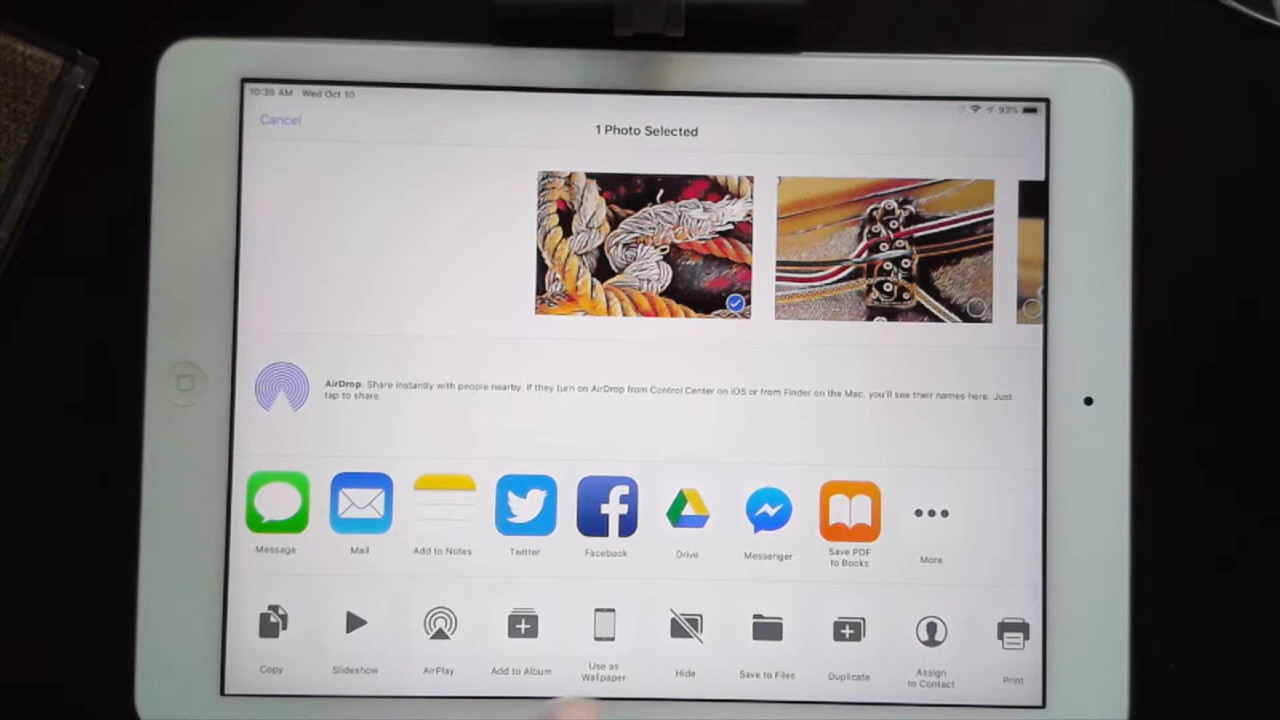 10:39 AM Wed Oct 10
93%
Cancel
1 Photo Selected
AirDrop. Share instantly with people nearby. If they turn on AirDrop from Control Center on iOS or from Finder on the Mac, you'll see their names here. Just
tap to share.
Message
Mail
Add to Notes
Twitter
Facebook
Drive
Messenger
Save PDF
to Books
More
Copy
Slideshow
AirPlay
Add to Album
Use as
Wallpaper
Hide
Save to Files
Duplicate
Assign
to Contact
Print